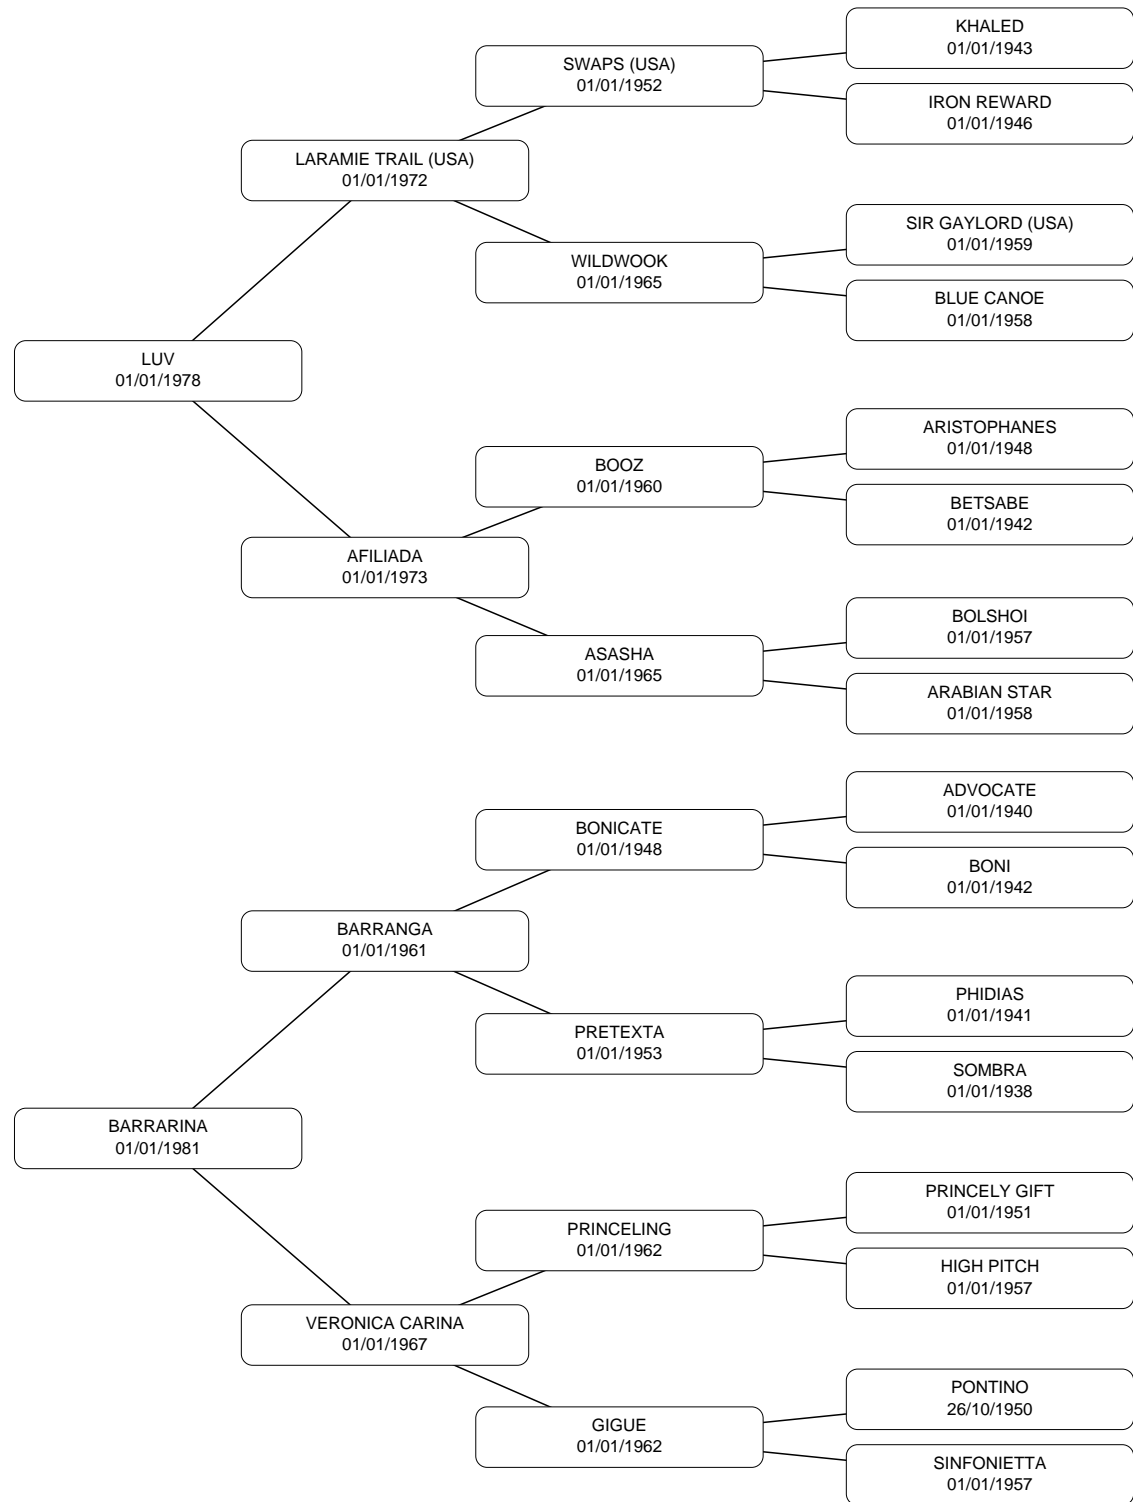 KHALED
01/01/1943
SWAPS (USA)
01/01/1952
IRON REWARD
01/01/1946
LARAMIE TRAIL (USA)
01/01/1972
SIR GAYLORD (USA)
01/01/1959
WILDWOOK
01/01/1965
BLUE CANOE
01/01/1958
LUV
01/01/1978
ARISTOPHANES
01/01/1948
BOOZ
01/01/1960
BETSABE
01/01/1942
AFILIADA
01/01/1973
BOLSHOI
01/01/1957
ASASHA
01/01/1965
ARABIAN STAR
01/01/1958
ADVOCATE
01/01/1940
BONICATE
01/01/1948
BONI
01/01/1942
BARRANGA
01/01/1961
PHIDIAS
01/01/1941
PRETEXTA
01/01/1953
SOMBRA
01/01/1938
BARRARINA
01/01/1981
PRINCELY GIFT
01/01/1951
PRINCELING
01/01/1962
HIGH PITCH
01/01/1957
VERONICA CARINA
01/01/1967
PONTINO
26/10/1950
GIGUE
01/01/1962
SINFONIETTA
01/01/1957